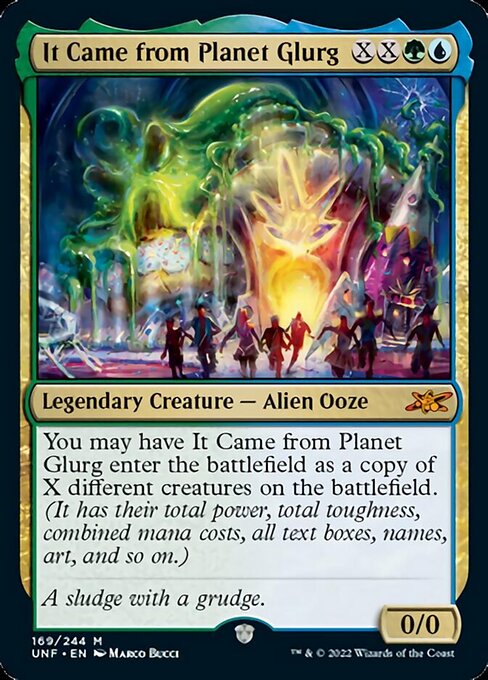 It Came from Planet Glurg X X
Legendary Creature — Alien Ooze
You may have It Came from Planet
Glurg enter the battlefield as a copy of
X different creatures on the battlefield.
(It has their total power, total toughness,
combined mana costs, all text boxes, names,
art, and so on.)
A sludge with a grudge.
0/0
169/244 M
UNF • EN Marco Bucci
™ & © 2022 Wizards of the Coast